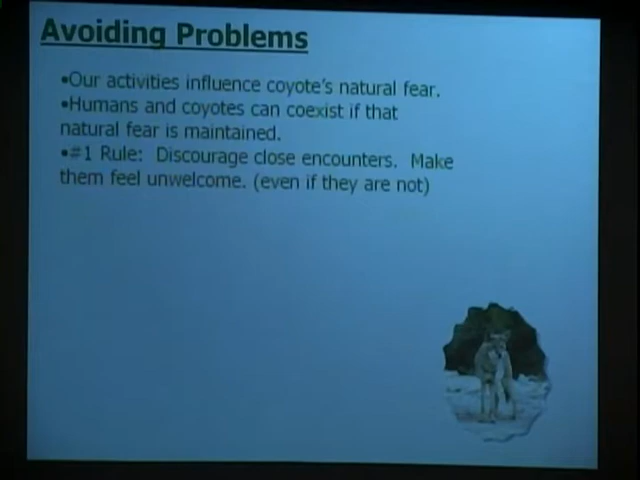 Avoiding Problems
•Our activities influence coyote's natural fear.
•Humans and coyotes can coexist if that
natural fear is maintained.
•#1 Rule: Discourage close encounters. Make
them feel unwelcome. (even if they are not)